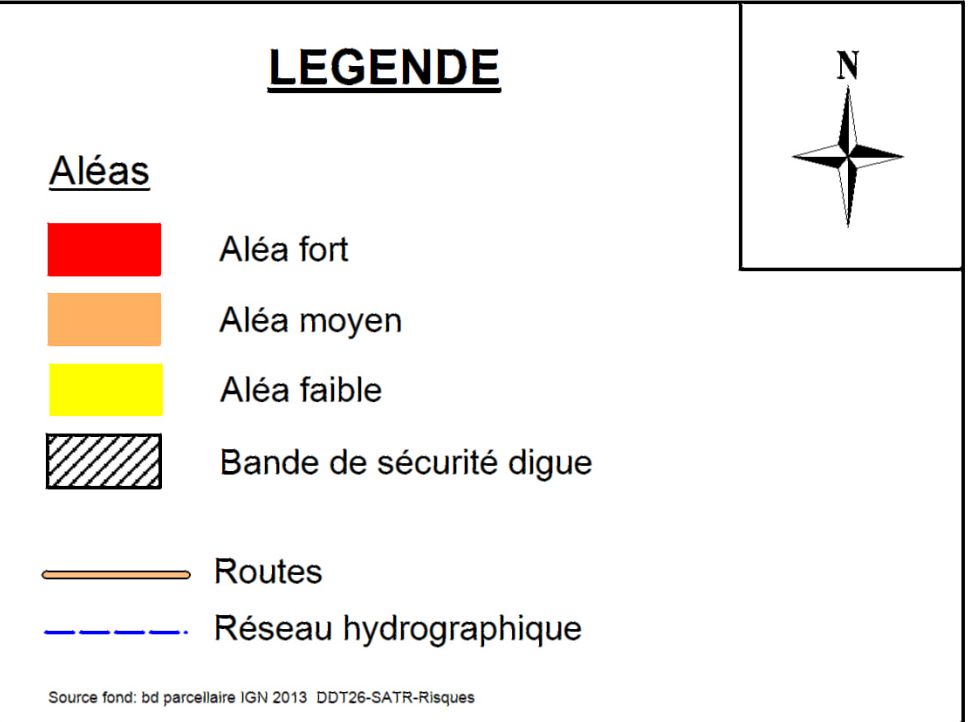 LEGENDE
N
Aléas
Aléa fort
Aléa moyen
Aléa faible
Bande de sécurité digue
Routes
Réseau hydrographique
Source fond: bd parcellaire IGN 2013 DDT26-SATR-Risques